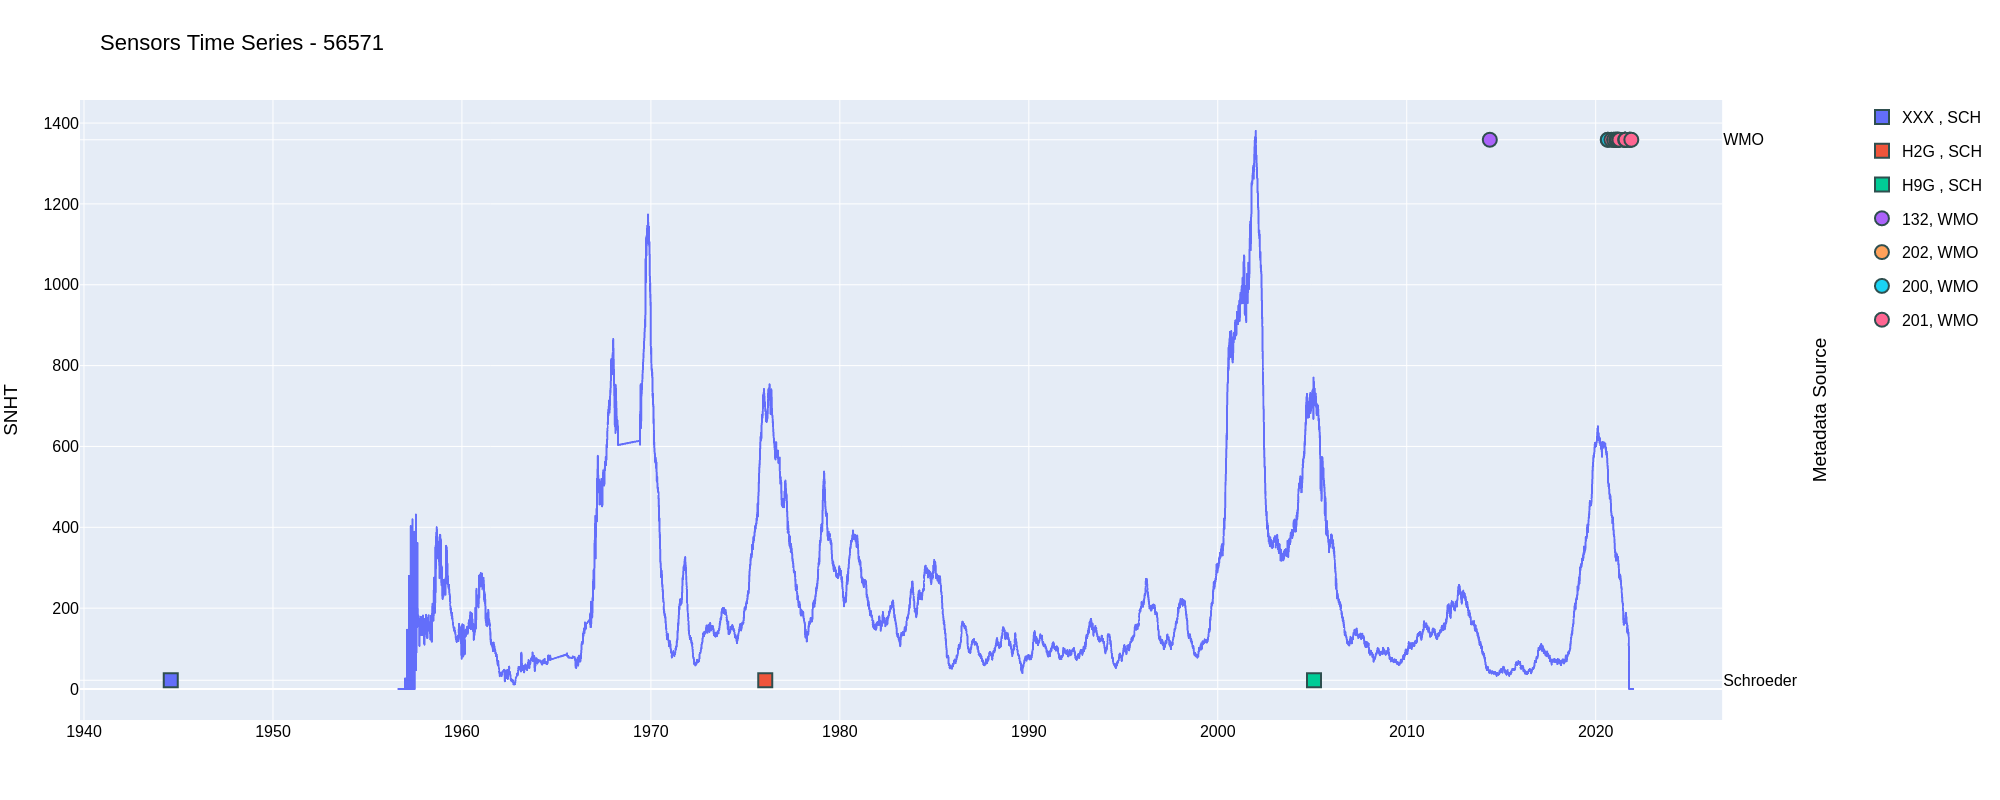 Sensors Time Series - 56571
SNHT
1400
1200
1000
800
600
400
200
0
1940
1950
1960
1970
1980
1990
2000
2010
2020
WMO
Schroeder
Metadata Source
XXX , SCH
H2G , SCH
H9G , SCH
132, WMO
202, WMO
200, WMO
201, WMO